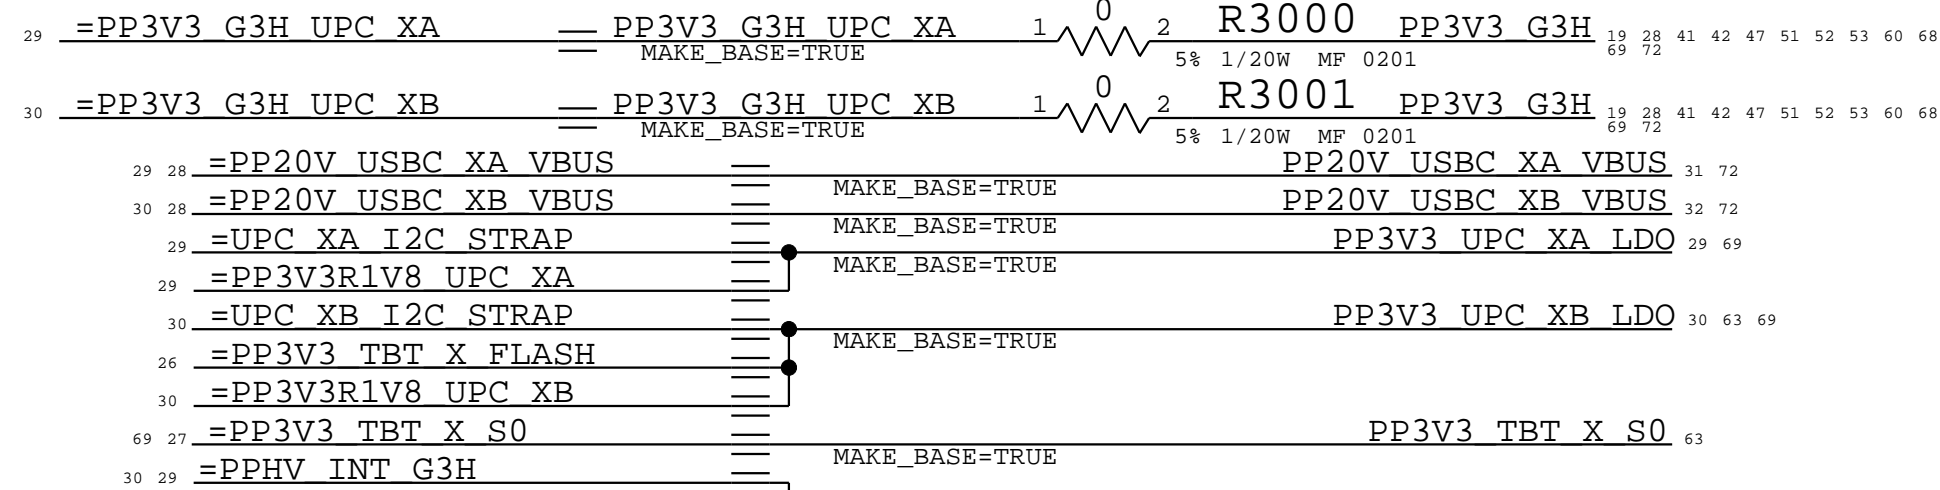 29 =PP3V3_G3H_UPC_XA PP3V3_G3H_UPC_XA 1 0 2 R3000 PP3V3_G3H 19 28 41 42 47 51 52 53 60 68
MAKE_BASE=TRUE 5% 1/20W MF 0201 69 72
30 =PP3V3_G3H_UPC_XB PP3V3_G3H_UPC_XB 1 0 2 R3001 PP3V3_G3H 19 28 41 42 47 51 52 53 60 68
MAKE_BASE=TRUE 5% 1/20W MF 0201 69 72
29 28 =PP20V_USBC_XA_VBUS PP20V_USBC_XA_VBUS 31 72
MAKE_BASE=TRUE
30 28 =PP20V_USBC_XB_VBUS PP20V_USBC_XB_VBUS 32 72
MAKE_BASE=TRUE
29 =UPC_XA_I2C_STRAP PP3V3_UPC_XA_LDO 29 69
MAKE_BASE=TRUE
29 =PP3V3R1V8_UPC_XA
30 =UPC_XB_I2C_STRAP PP3V3_UPC_XB_LDO 30 63 69
MAKE_BASE=TRUE
26 =PP3V3_TBT_X_FLASH
30 =PP3V3R1V8_UPC_XB
69 27 =PP3V3_TBT_X_S0 PP3V3_TBT_X_S0 63
MAKE_BASE=TRUE
30 29 =PPHV_INT_G3H